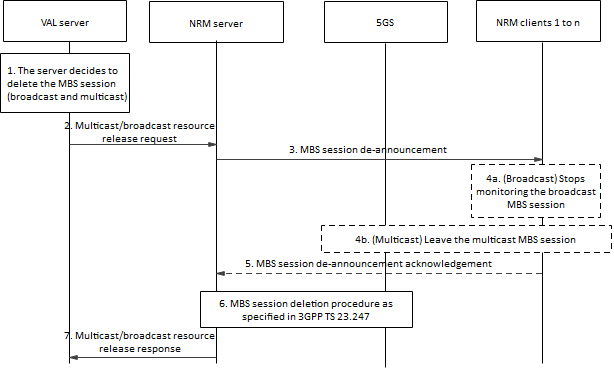 VAL server
NRM server
5GS
NRM clients 1 to n
1. The server decides to
delete the MBS session
(broadcast and multicast)
2. Multicast/broadcast resource
release request
3. MBS session de-announcement
4a. (Broadcast) Stops
monitoring the broadcast
MBS session
4b. (Multicast) Leave the multicast MBS session
5. MBS session de-announcement acknowledgement
6. MBS session deletion procedure as
specified in 3GPP TS 23.247
7. Multicast/broadcast resource
release response